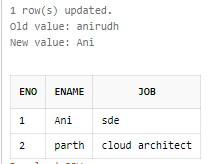 1 row(s) updated.
Old value: anirudh
New value: Ani
ENO ENAME JOB
1 Ani sde
2 parth cloud architect